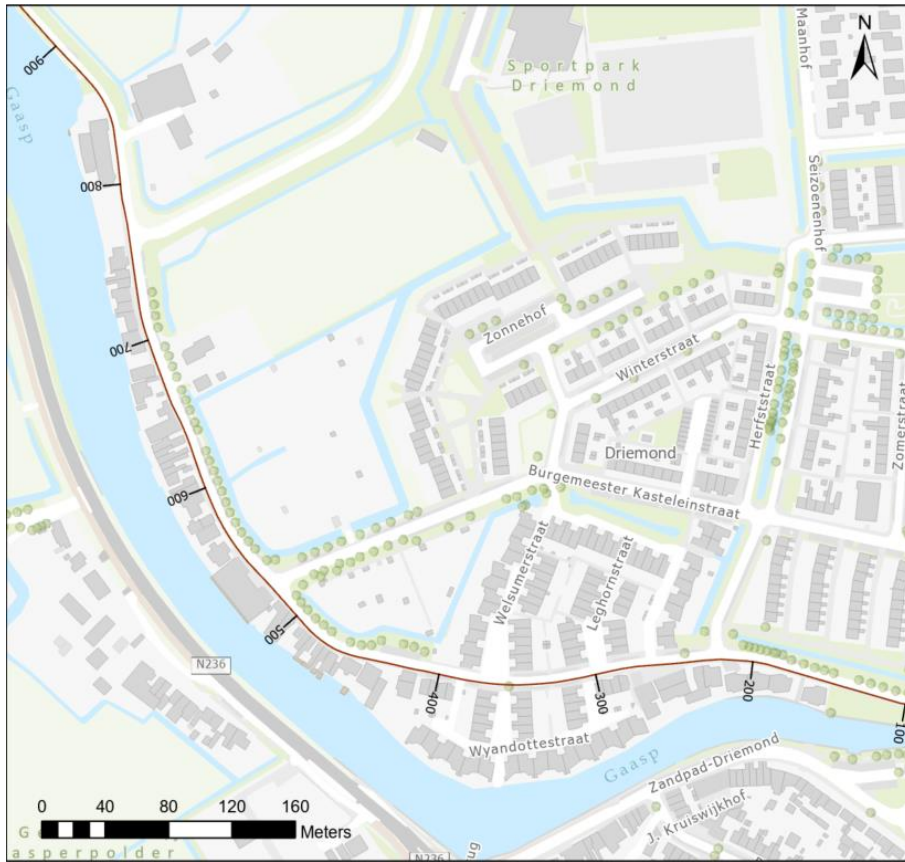 N
Maanhof
Sportpark
Driemond
900
Gaasp
Seizoenenhof
800
Zonnehof
700
Winterstraat
Herfststraat
Zomerstraat
Driemond
Burgemeester Kasteleinstraat
600
Welsumerstraat
Leghornstraat
500
N236
400
300
200
100
Wyandottestraat
Gaasp
Zandpad-Driemond
J. Kruiswijkhof
0 40 80 120 160
Meters
G
asperpolder
N236
ug